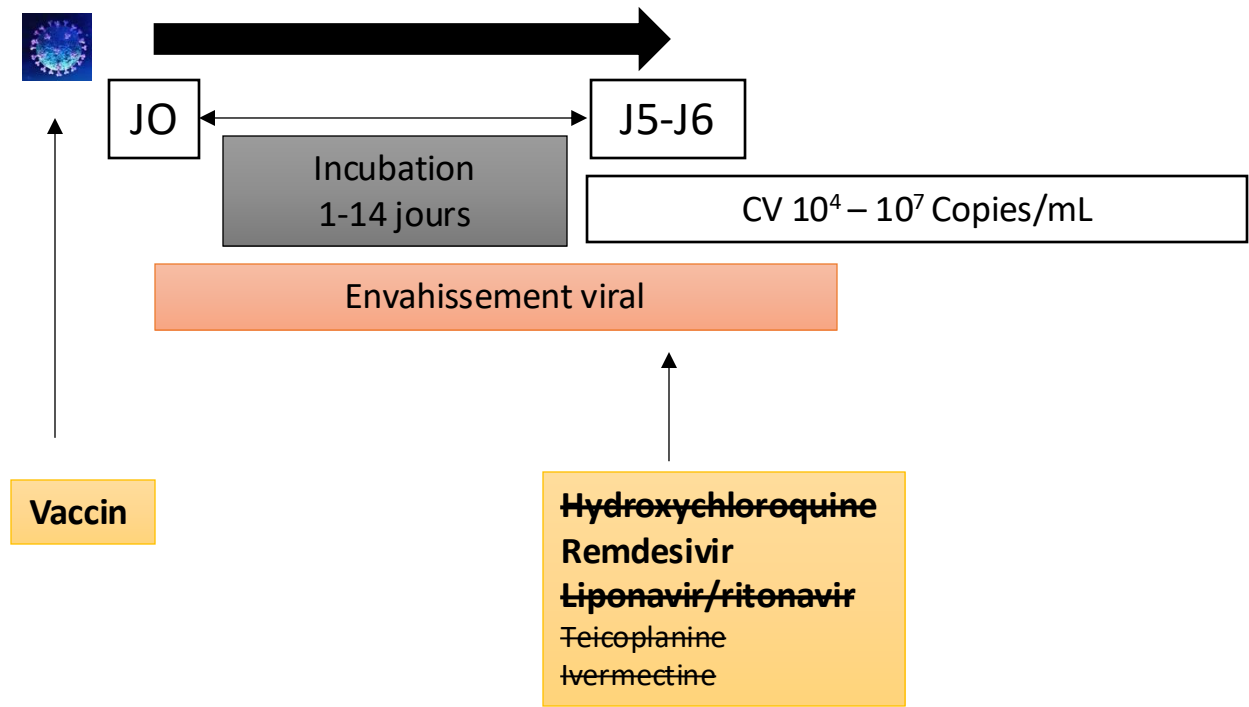 JO
J5-J6
Incubation
1-14 jours
CV 10⁴ – 10⁷ Copies/mL
Envahissement viral
Vaccin
Hydroxychloroquine
Remdesivir
Liponavir/ritonavir
Teicoplanine
Ivermectine